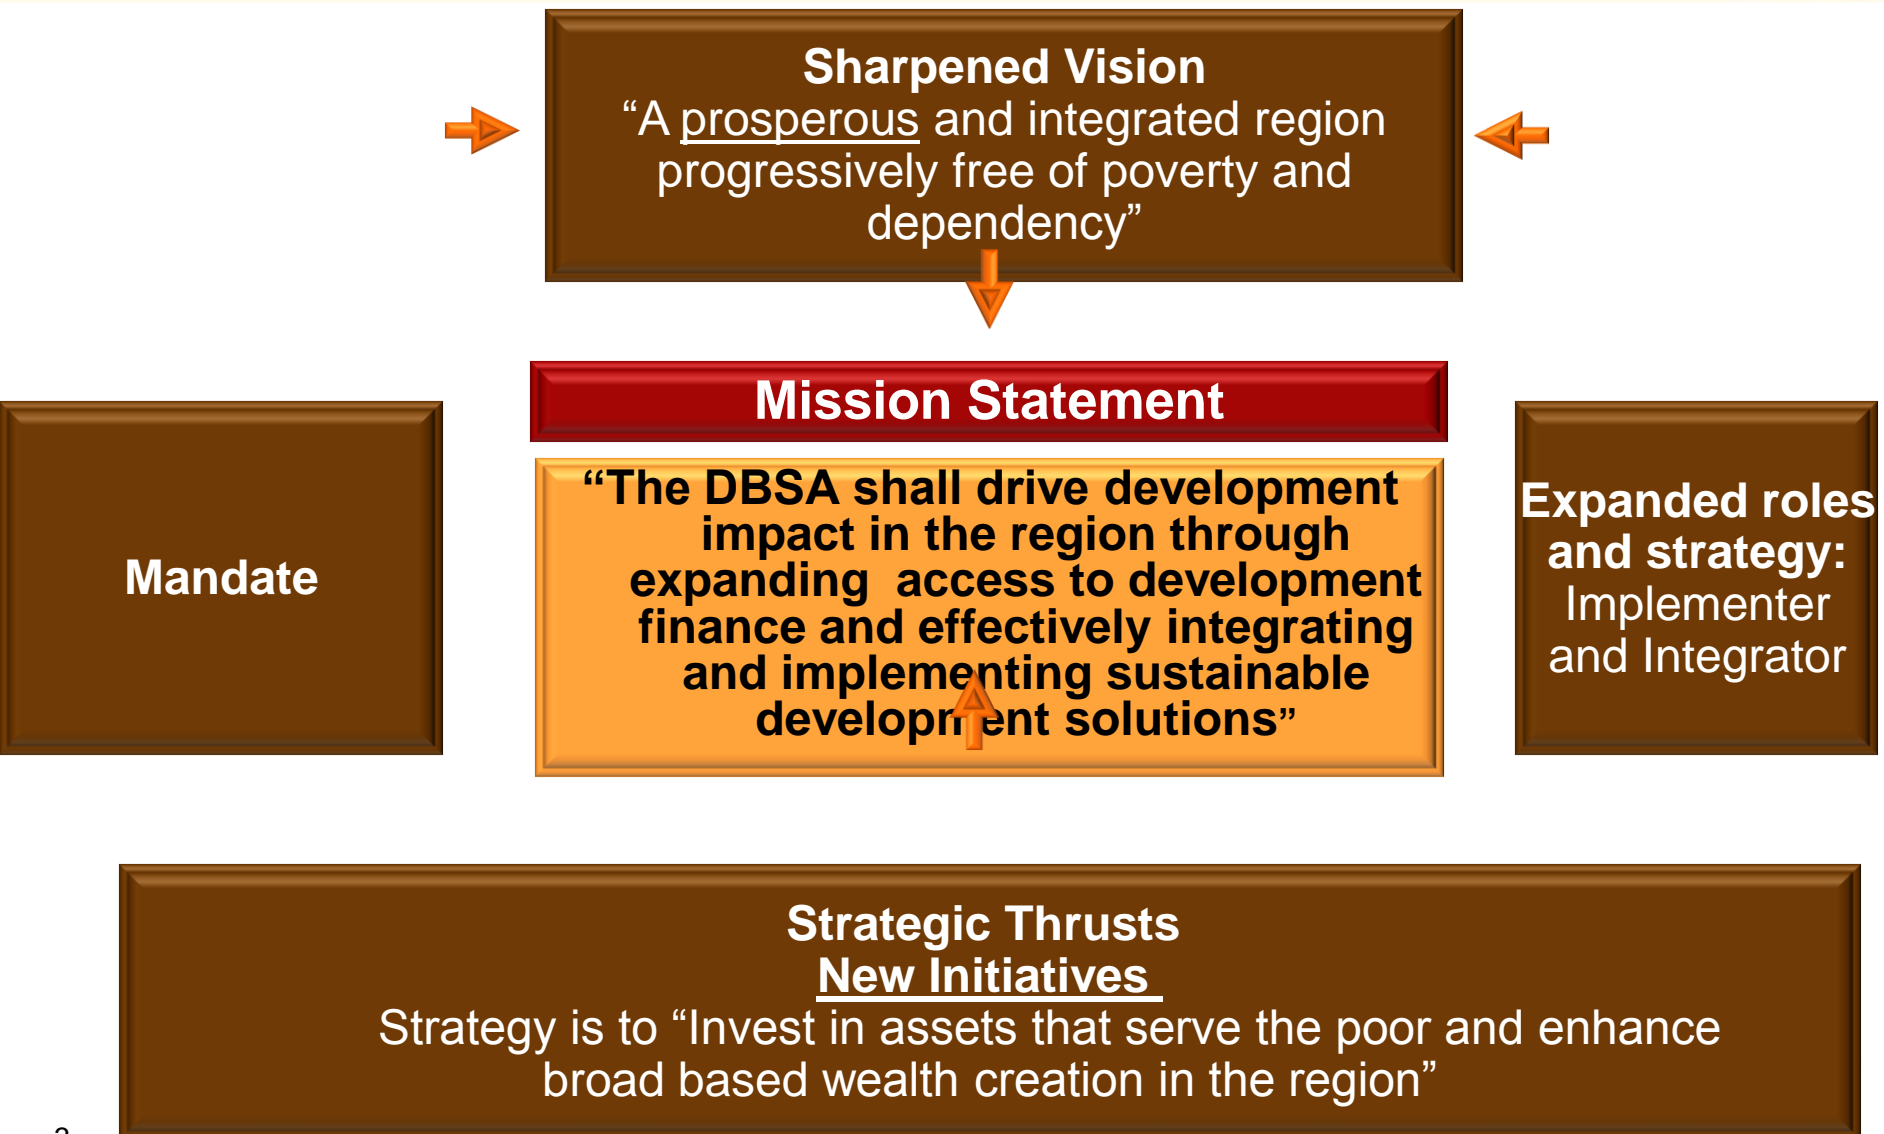 Sharpened Vision
“A prosperous and integrated region
progressively free of poverty and
dependency”
Mission Statement
“The DBSA shall drive development
impact in the region through
expanding  access to development
finance and effectively integrating
and implementing sustainable
development solutions”
Mandate
Expanded roles
and strategy:
Implementer
and Integrator
Strategic Thrusts
New Initiatives
Strategy is to “Invest in assets that serve the poor and enhance
broad based wealth creation in the region”